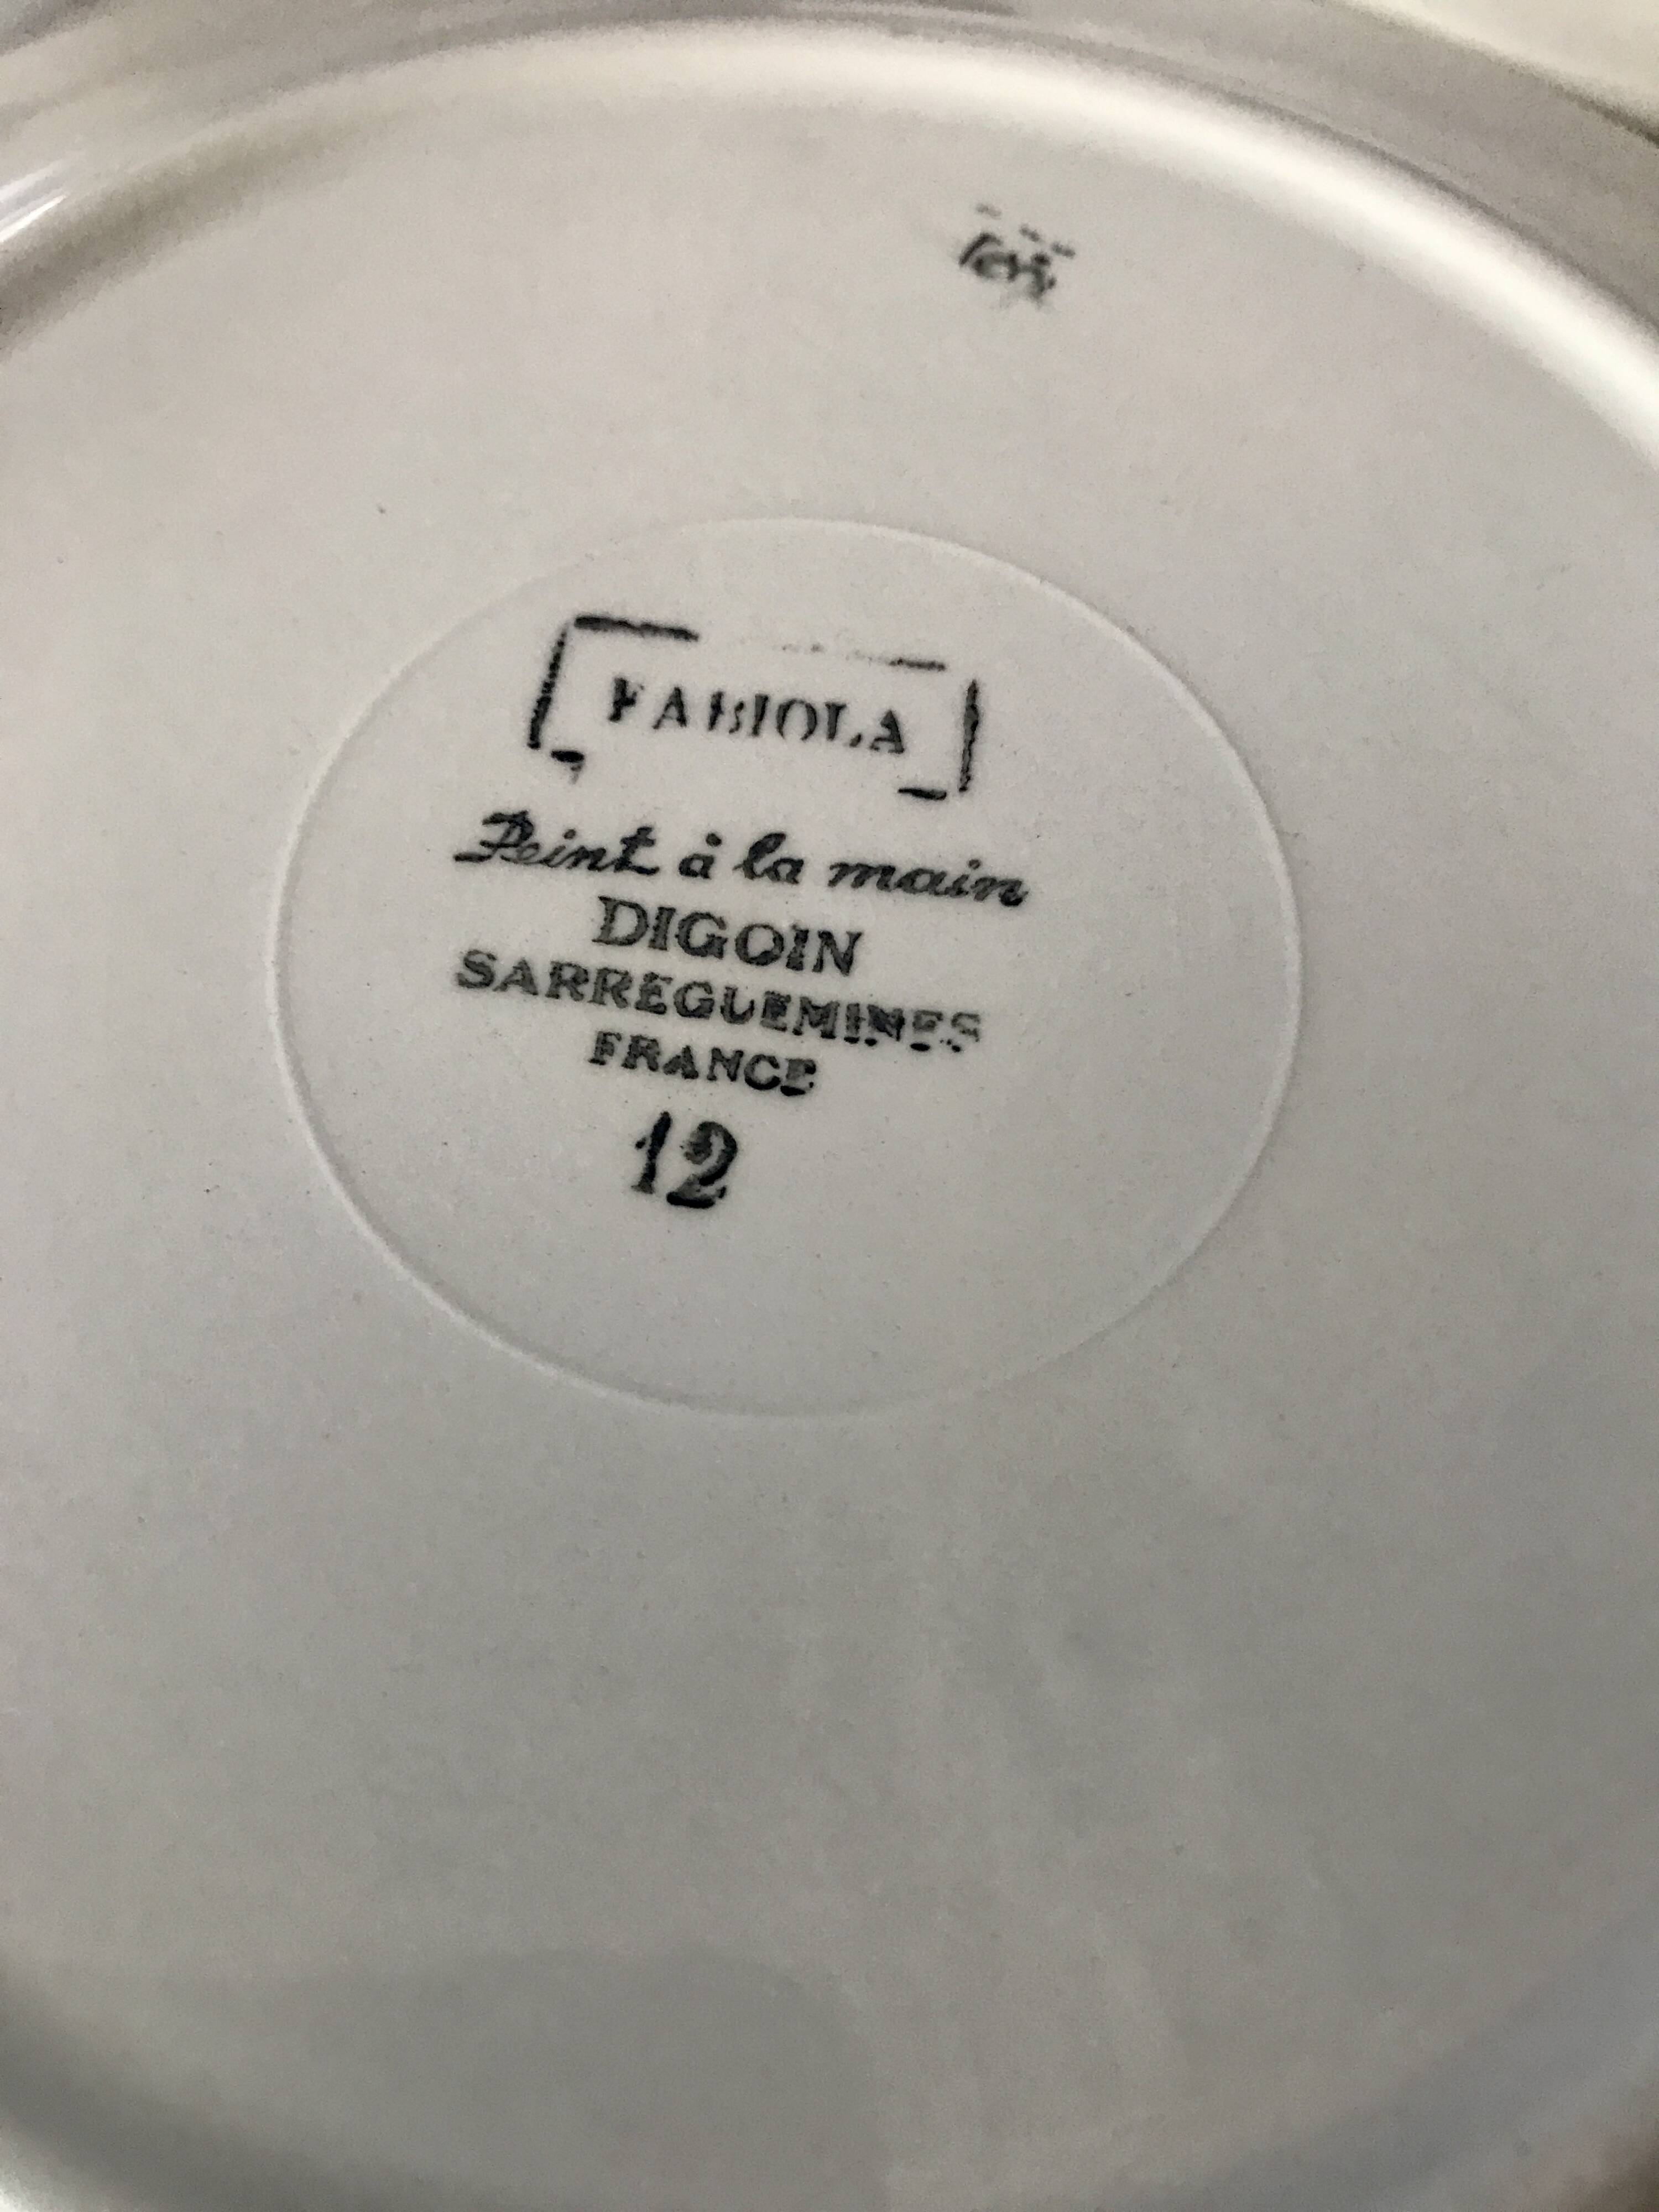 FABIOLA
Peint à la main
DIGOIN
SARREGUEMINES
FRANCE
12